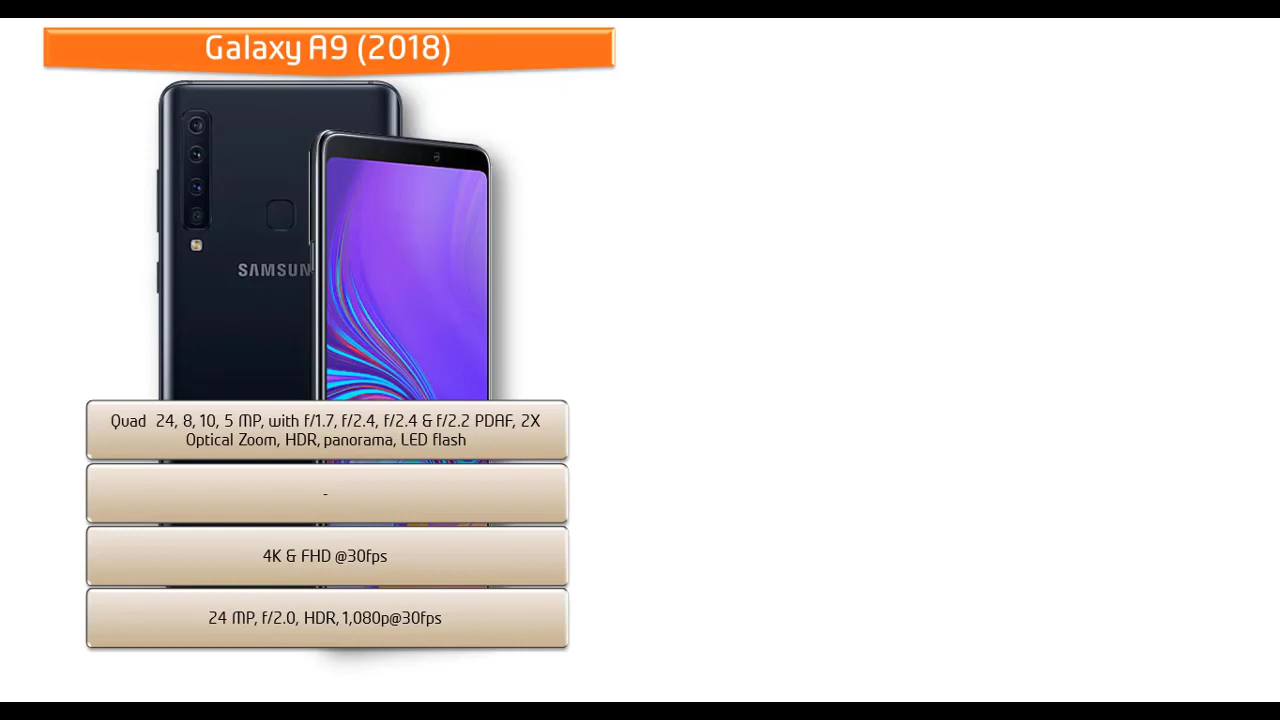 Galaxy A9 (2018)
SAMSUN
Quad 24, 8, 10, 5 MP, with f/1.7, f/2.4, f/2.4 & f/2.2 PDAF, 2X
Optical Zoom, HDR, panorama, LED flash
-
4K & FHD @30fps
24 MP, f/2.0, HDR, 1,080p@30fps